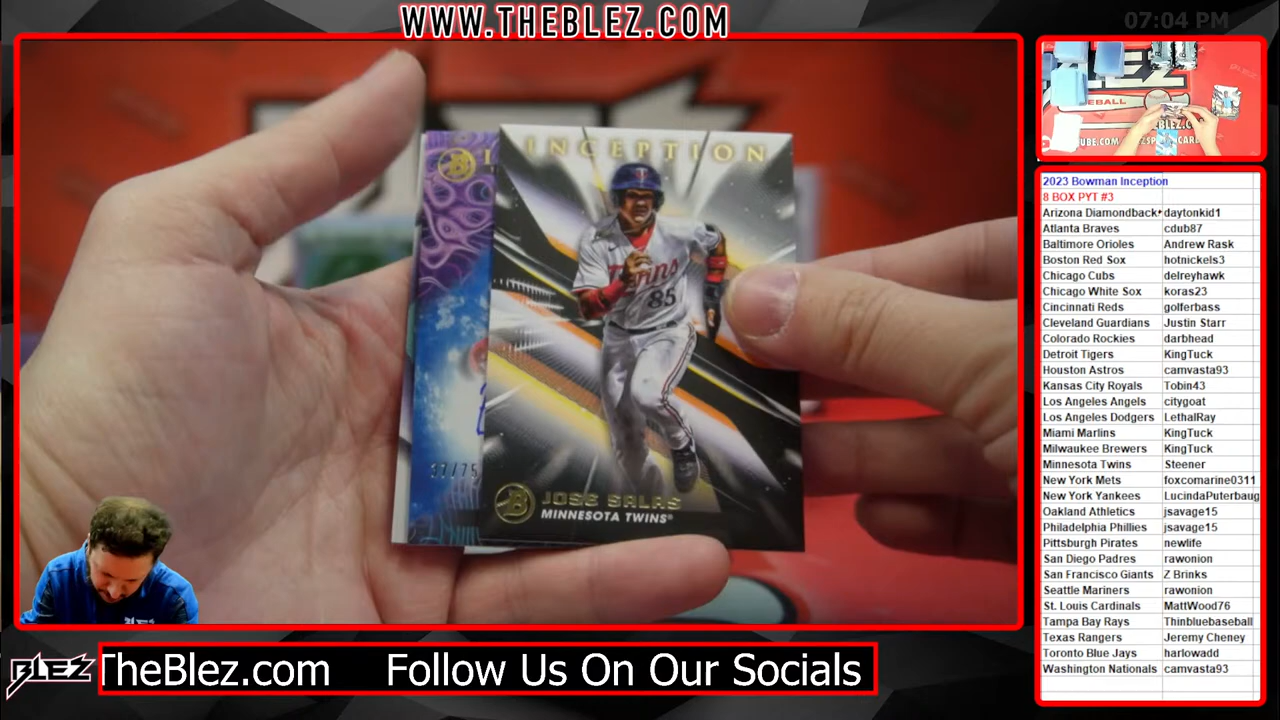 WWW.THEBLEZ.COM
07:04 PM
INCEPTION
Twins
85
37/75
JOSE SALAS
MINNESOTA TWINS®
2023 Bowman Inception
8 BOX PYT #3
Arizona Diamondback daytonkid1
Atlanta Braves cdub87
Baltimore Orioles Andrew Rask
Boston Red Sox hotnickels3
Chicago Cubs delreyhawk
Chicago White Sox koras23
Cincinnati Reds golferbass
Cleveland Guardians Justin Starr
Colorado Rockies darbhead
Detroit Tigers KingTuck
Houston Astros camvasta93
Kansas City Royals Tobin43
Los Angeles Angels citygoat
Los Angeles Dodgers LethalRay
Miami Marlins KingTuck
Milwaukee Brewers KingTuck
Minnesota Twins Steener
New York Mets foxcomarine0311
New York Yankees LucindaPuterbaug
Oakland Athletics jsavage15
Philadelphia Phillies jsavage15
Pittsburgh Pirates newlife
San Diego Padres rawonion
San Francisco Giants Z Brinks
Seattle Mariners rawonion
St. Louis Cardinals MattWood76
Tampa Bay Rays Thinbluebaseball
Texas Rangers Jeremy Cheney
Toronto Blue Jays harlowadd
Washington Nationals camvasta93
BLEZ
TheBlez.com Follow Us On Our Socials